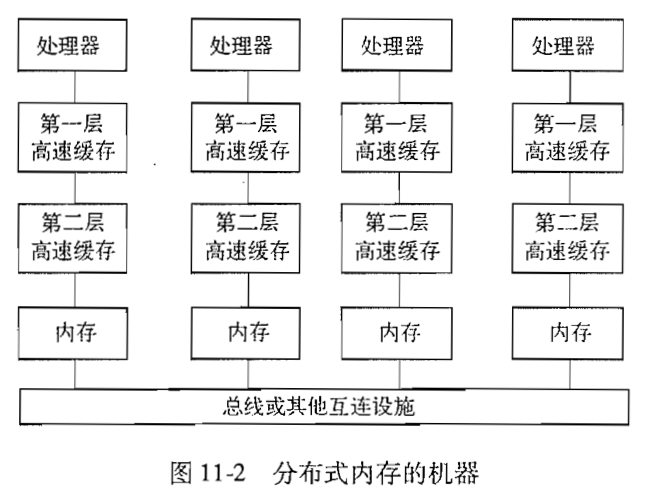 处理器 处理器 处理器 处理器
第一层 第一层 第一层 第一层
高速缓存 高速缓存 高速缓存 高速缓存
第二层 第二层 第二层 第二层
高速缓存 高速缓存 高速缓存 高速缓存
内存 内存 内存 内存
总线或其他互连设施
图 11-2 分布式内存的机器